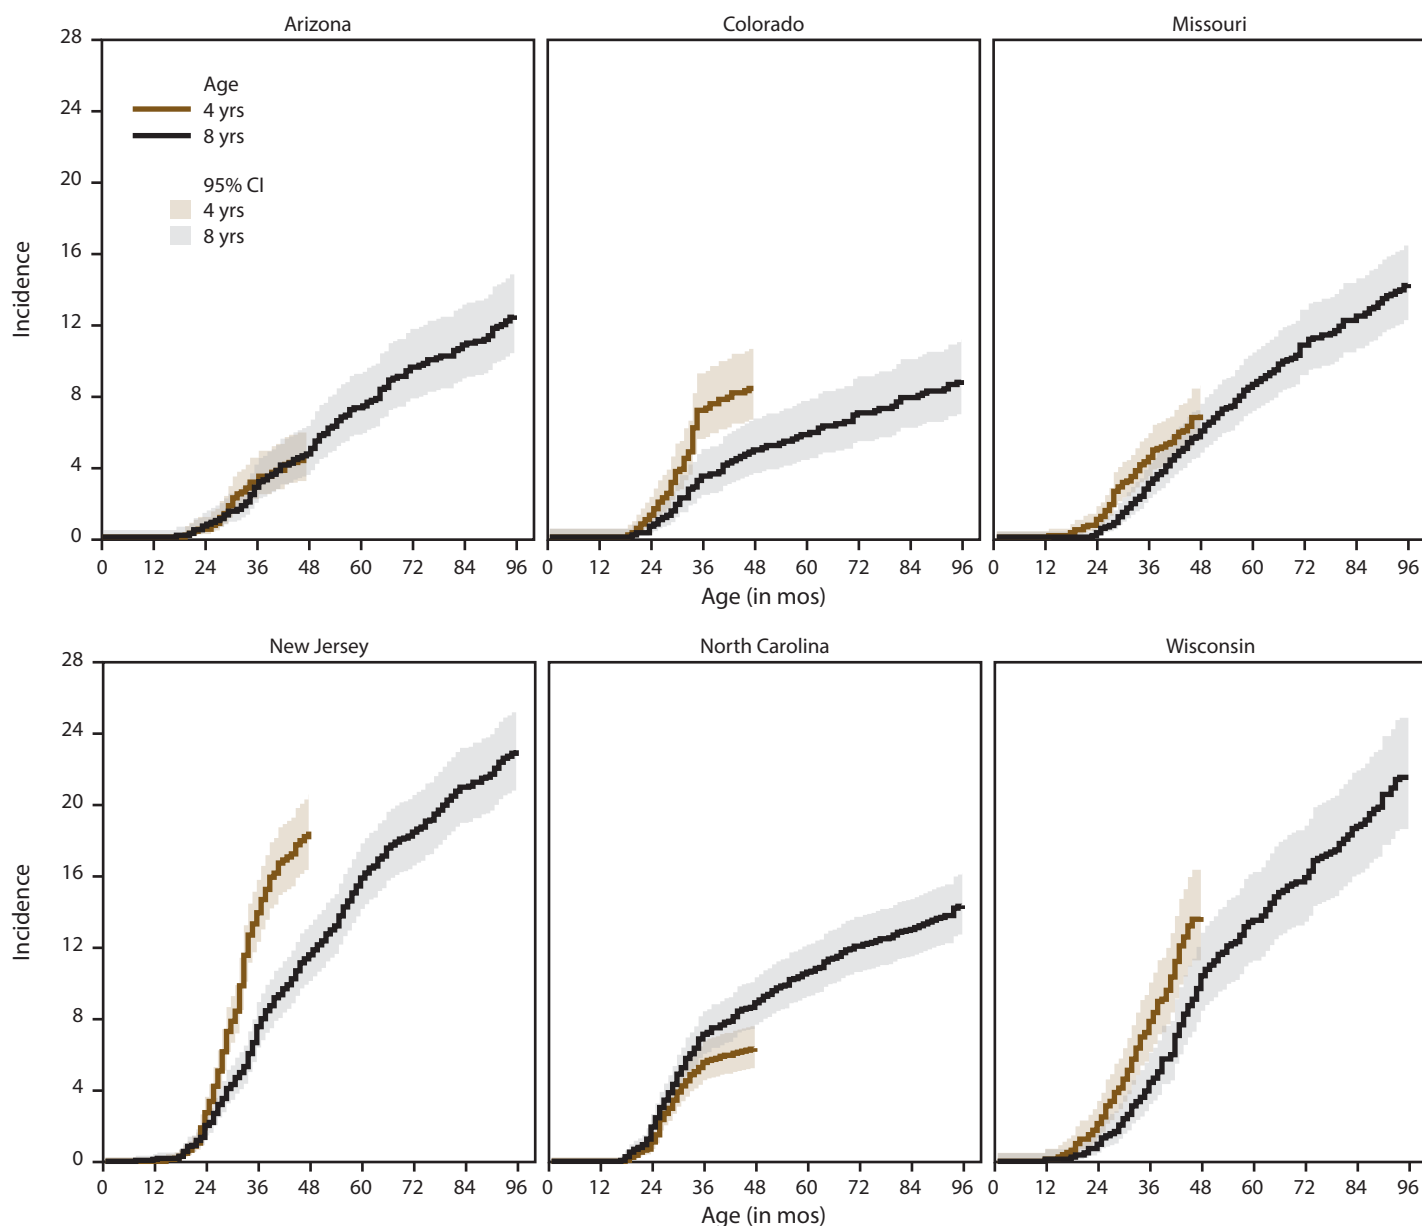 Arizona Colorado Missouri
28
24
20
16
12
8
4
0
Incidence
Age
4 yrs
8 yrs
95% CI
4 yrs
8 yrs
0 12 24 36 48 60 72 84 96 0 12 24 36 48 60 72 84 96 0 12 24 36 48 60 72 84 96
Age (in mos)
New Jersey North Carolina Wisconsin
28
24
20
16
12
8
4
0
Incidence
0 12 24 36 48 60 72 84 96 0 12 24 36 48 60 72 84 96 0 12 24 36 48 60 72 84 96
Age (in mos)